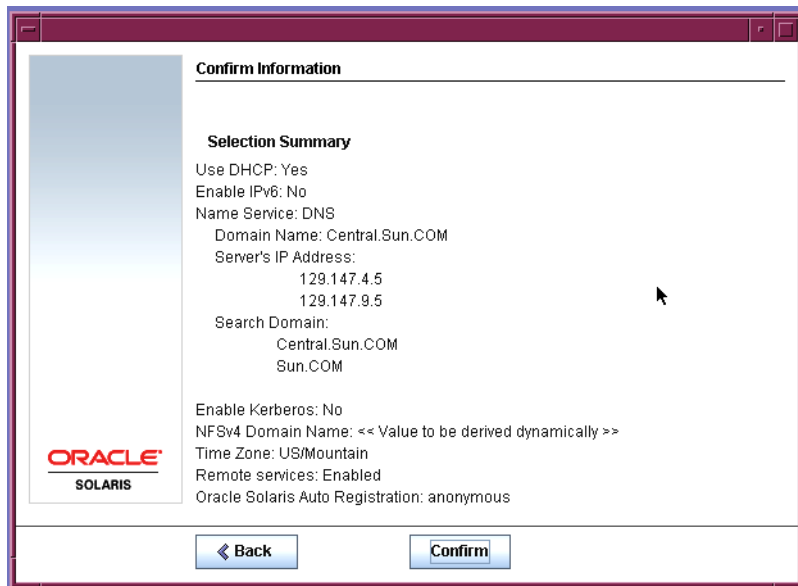 Confirm Information
Selection Summary
Use DHCP: Yes
Enable IPv6: No
Name Service: DNS
Domain Name: Central.Sun.COM
Server's IP Address:
129.147.4.5
129.147.9.5
Search Domain:
Central.Sun.COM
Sun.COM
Enable Kerberos: No
NFSv4 Domain Name: << Value to be derived dynamically >>
Time Zone: US/Mountain
Remote services: Enabled
Oracle Solaris Auto Registration: anonymous
ORACLE
SOLARIS
Back
Confirm